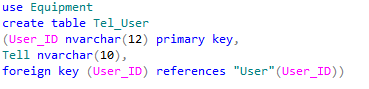 use Equipment
create table Tel_User
(User_ID nvarchar(12) primary key,
Tell nvarchar(10),
foreign key (User_ID) references "User"(User_ID))